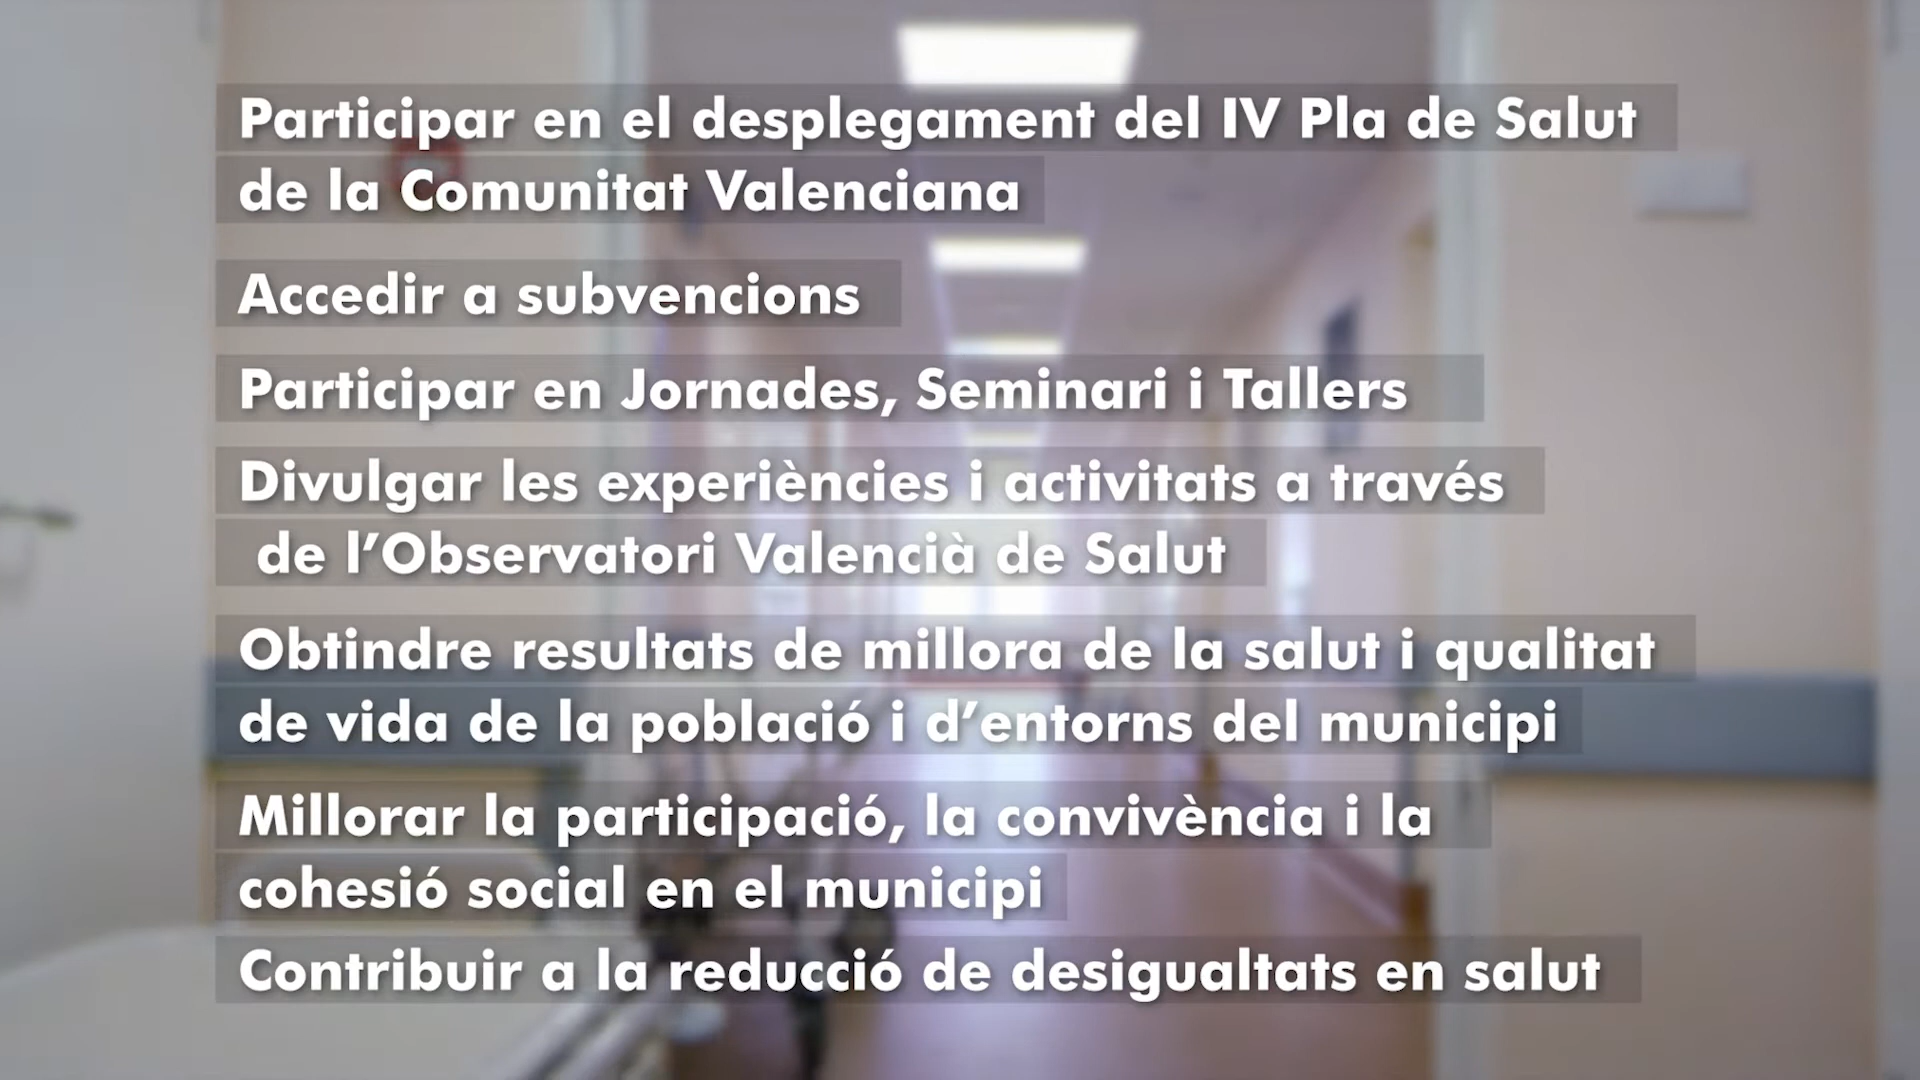 Participar en el desplegament del IV Pla de Salut
de la Comunitat Valenciana
Accedir a subvencions
Participar en Jornades, Seminari i Tallers
Divulgar les experiències i activitats a través
de l’Observatori Valencià de Salut
Obtindre resultats de millora de la salut i qualitat
de vida de la població i d’entorns del municipi
Millorar la participació, la convivència i la
cohesió social en el municipi
Contribuir a la reducció de desigualtats en salut